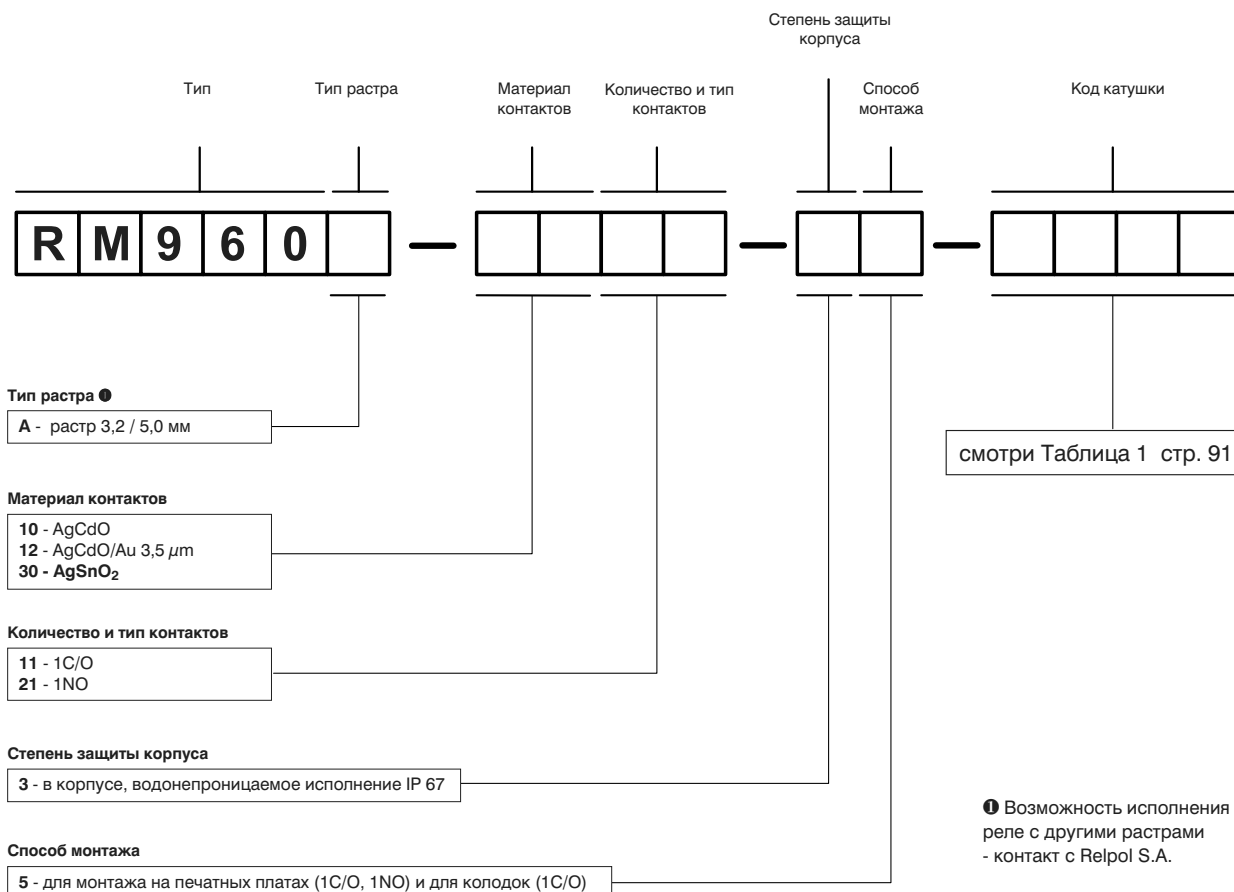 Степень защиты
корпуса
Тип
Тип растра
Материал
контактов
Количество и тип
контактов
Способ
монтажа
Код катушки
R M 9 6 0 — — —
Тип растра ❶
A - растр 3,2 / 5,0 мм
смотри Таблица 1 стр. 91
Материал контактов
10 - AgCdO
12 - AgCdO/Au 3,5 µm
30 - AgSnO₂
Количество и тип контактов
11 - 1C/O
21 - 1NO
Степень защиты корпуса
3 - в корпусе, водонепроницаемое исполнение IP 67
❶ Возможность исполнения
реле с другими растрами
- контакт с Relpol S.A.
Способ монтажа
5 - для монтажа на печатных платах (1C/O, 1NO) и для колодок (1C/O)